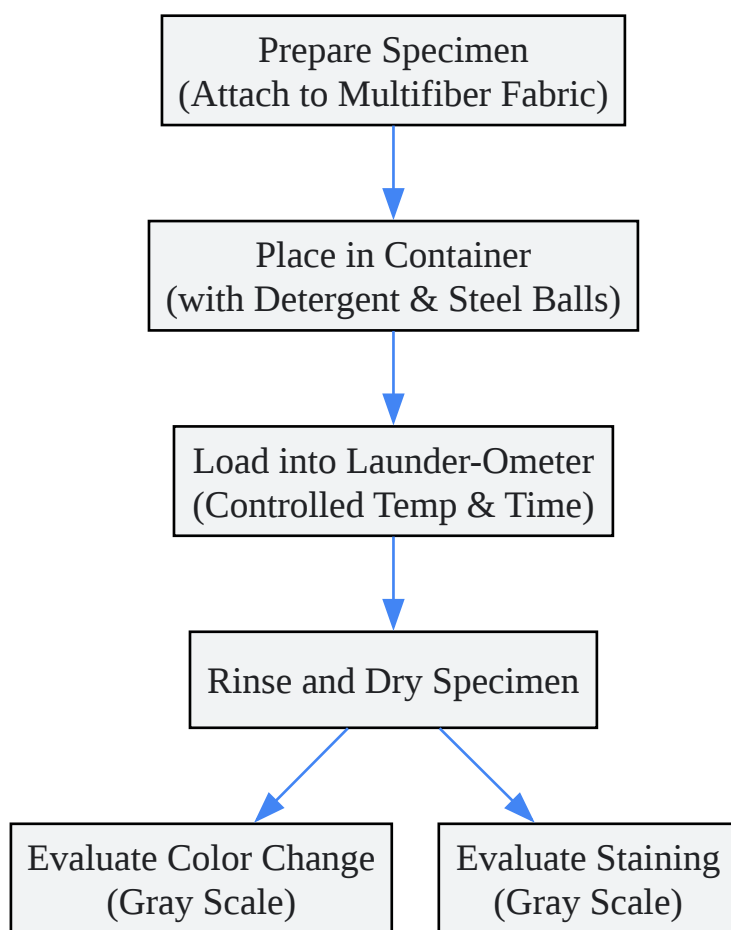 Prepare Specimen
(Attach to Multifiber Fabric)
Place in Container
(with Detergent & Steel Balls)
Load into Launder-Ometer
(Controlled Temp & Time)
Rinse and Dry Specimen
Evaluate Color Change
(Gray Scale)
Evaluate Staining
(Gray Scale)